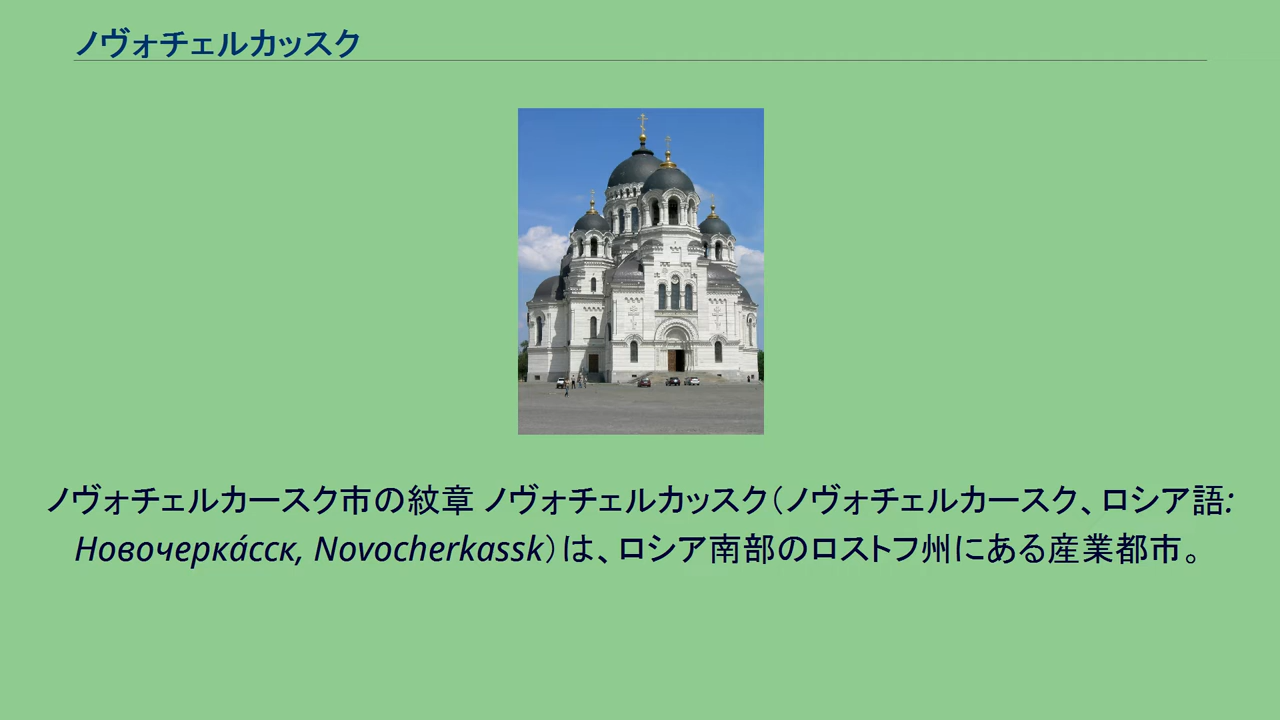 ノヴォチェルカッスク
ノヴォチェルカースク市の紋章 ノヴォチェルカッスク（ノヴォチェルカースク、ロシア語:
Новочерка́сск, Novocherkassk）は、ロシア南部のロストフ州にある産業都市。